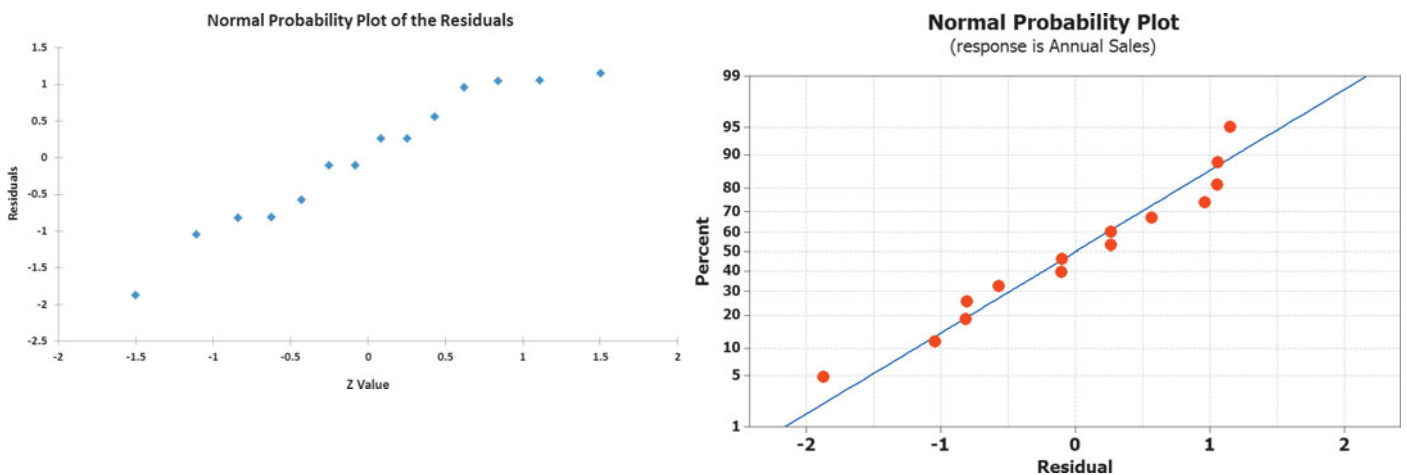 Normal Probability Plot of the Residuals
1.5
1
0.5
0
-0.5
-1
-1.5
-2
-2.5
Residuals
-2 -1.5 -1 -0.5 0 0.5 1 1.5 2
Z Value
Normal Probability Plot
(response is Annual Sales)
99
95
90
80
70
60
50
40
30
20
10
5
1
Percent
-2 -1 0 1 2
Residual